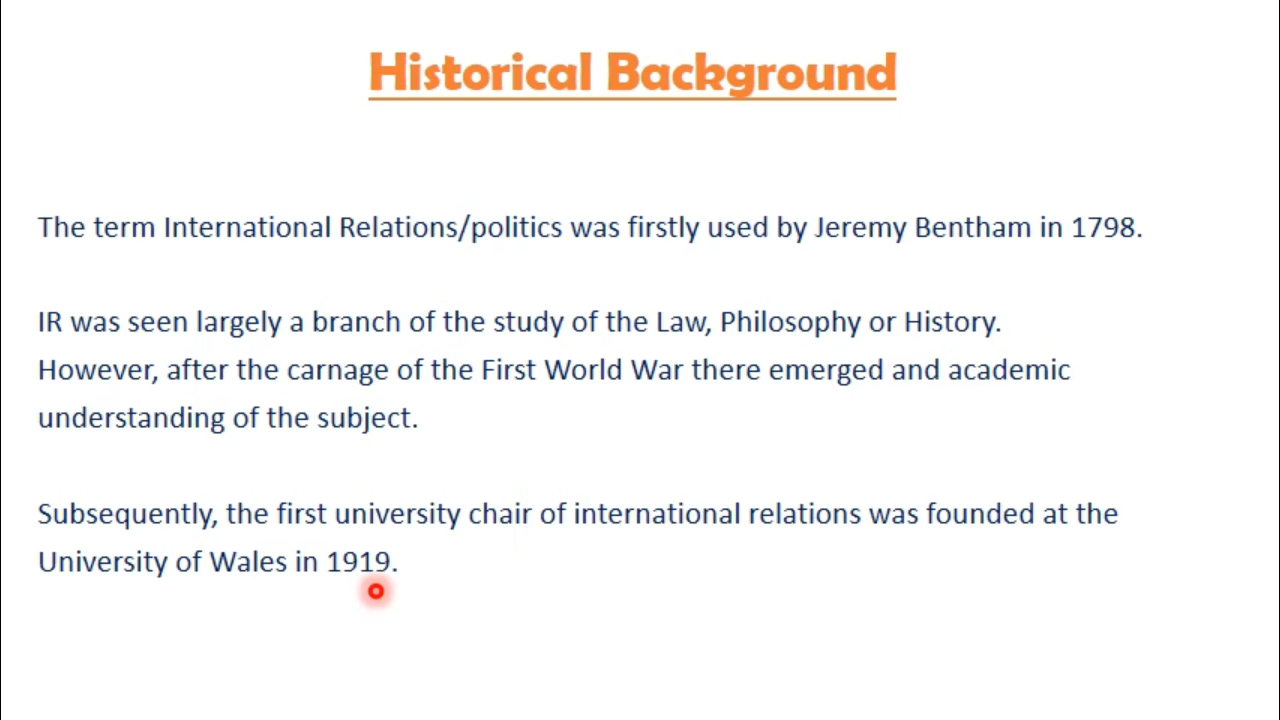 Historical Background
The term International Relations/politics was firstly used by Jeremy Bentham in 1798.
IR was seen largely a branch of the study of the Law, Philosophy or History.
However, after the carnage of the First World War there emerged and academic
understanding of the subject.
Subsequently, the first university chair of international relations was founded at the
University of Wales in 1919.